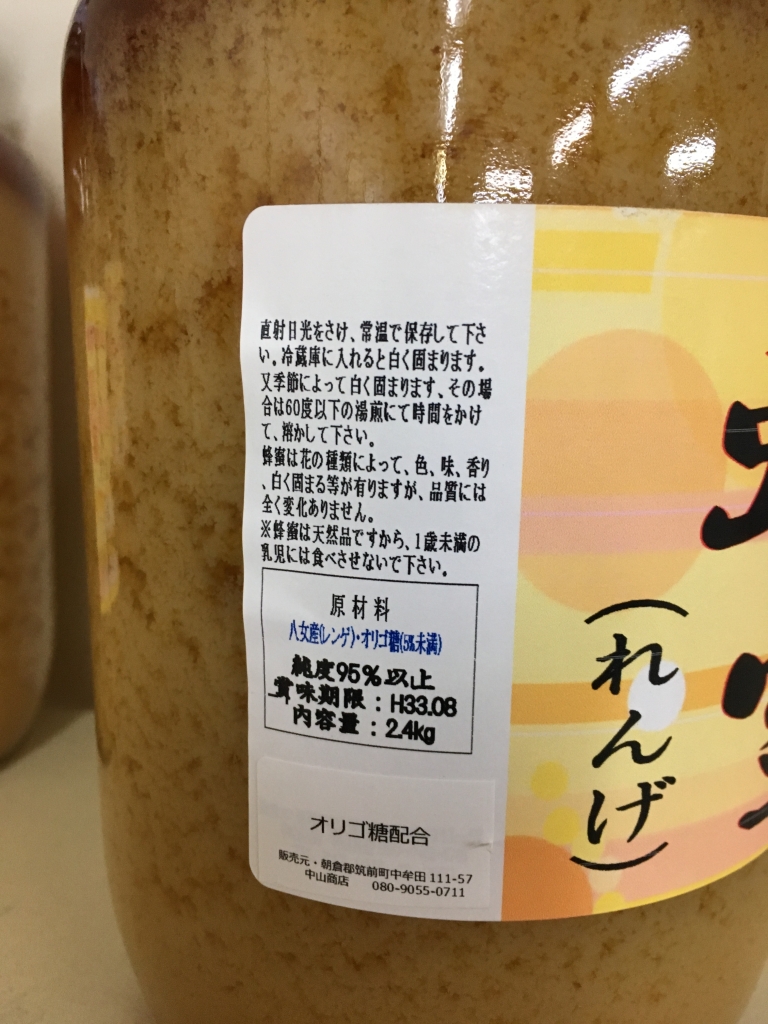 直射日光をさけ、常温で保存して下さ
い。冷蔵庫に入れると白く固まります。
又季節によって白く固まります、その場
合は60度以下の湯煎にて時間をかけ
て、溶かして下さい。
蜂蜜は花の種類によって、色、味、香り
、白く固まる等が有りますが、品質には
全く変化ありません。
※蜂蜜は天然品ですから、1歳未満の
乳児には食べさせないで下さい。
原材料
八女産(レンゲ)・オリゴ糖(5%未満)
純度95%以上
賞味期限：H33.08
内容量：2.4kg
オリゴ糖配合
販売元・朝倉郡筑前町中牟田 111-57
中山商店 080-9055-0711
(れんげ)